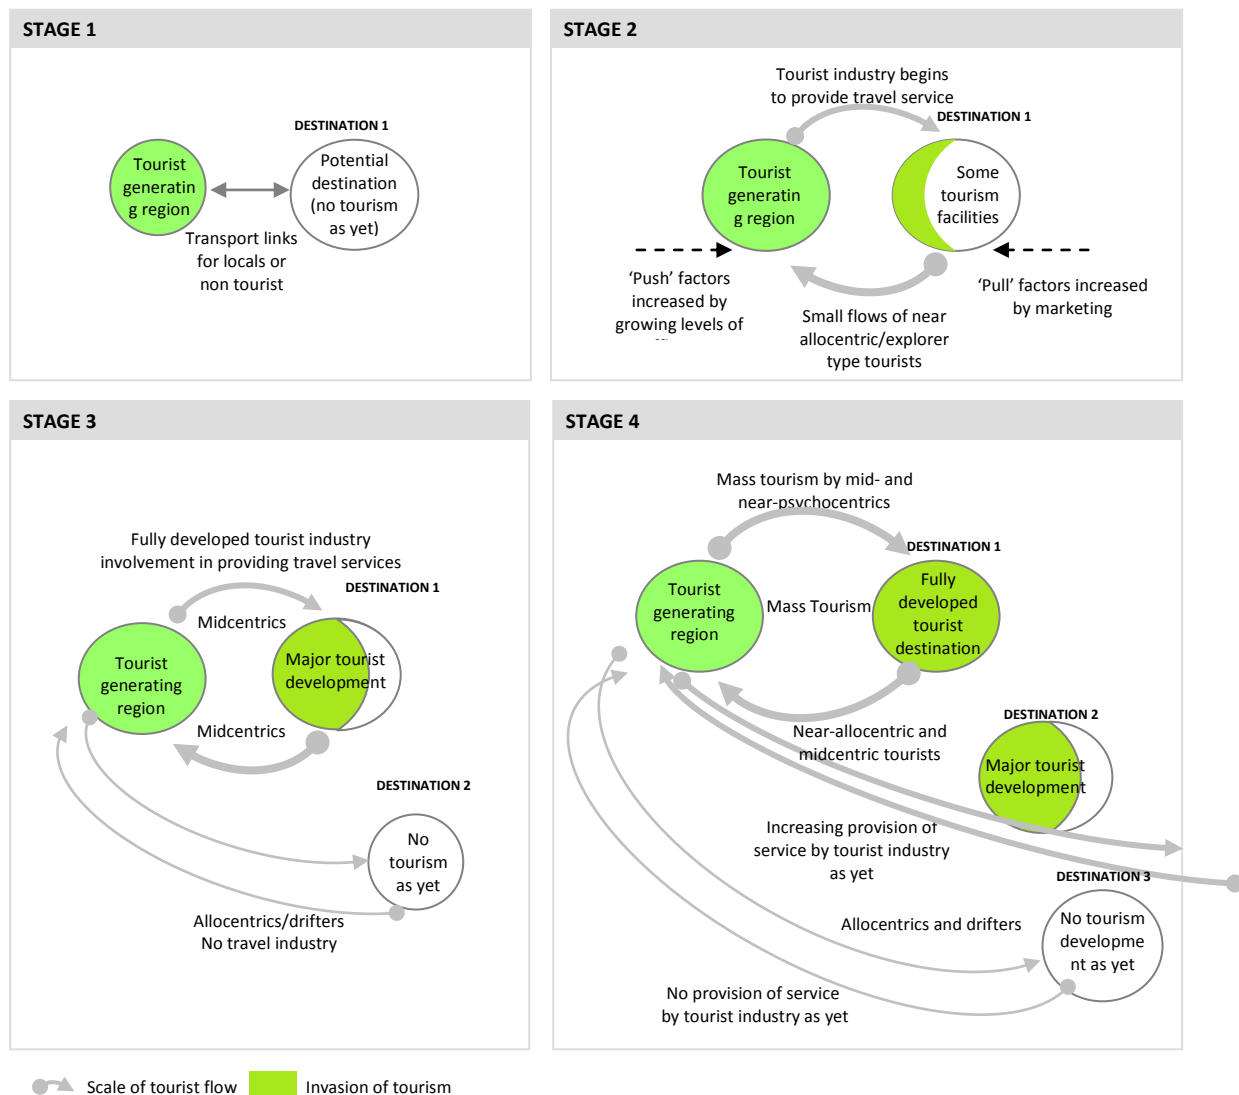 STAGE 1
DESTINATION 1
Tourist
generatin
g region
Potential
destination
(no tourism
as yet)
Transport links
for locals or
non tourist
STAGE 2
Tourist industry begins
to provide travel service
DESTINATION 1
Tourist
generatin
g region
Some
tourism
facilities
‘Push’ factors
increased by
growing levels of
‘Pull’ factors increased
by marketing
Small flows of near
allocentric/explorer
type tourists
STAGE 3
Fully developed tourist industry
involvement in providing travel services
DESTINATION 1
Midcentrics
Tourist
generating
region
Major tourist
development
Midcentrics
DESTINATION 2
No
tourism
as yet
Allocentrics/drifters
No travel industry
STAGE 4
Mass tourism by mid- and
near-psychocentrics
DESTINATION 1
Tourist
generating
region
Mass Tourism
Fully
developed
tourist
destination
Near-allocentric and
midcentric tourists
DESTINATION 2
Major tourist
development
Increasing provision of
service by tourist industry
as yet
DESTINATION 3
No tourism
developme
nt as yet
Allocentrics and drifters
No provision of service
by tourist industry as yet
Scale of tourist flow
Invasion of tourism